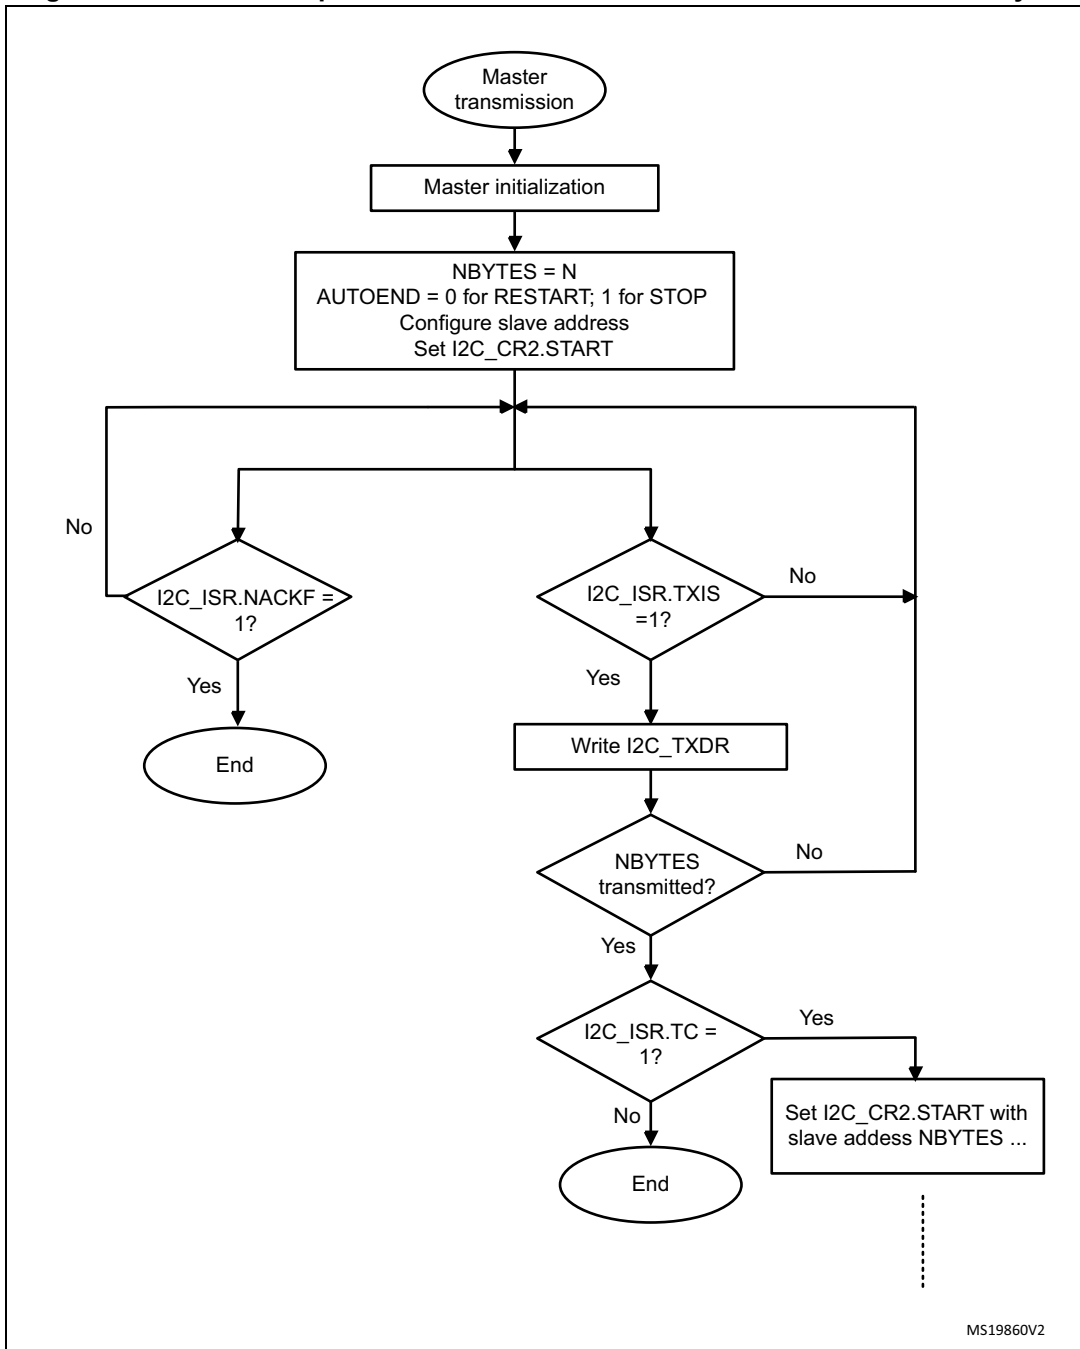 Master
transmission
Master initialization
NBYTES = N
AUTOEND = 0 for RESTART; 1 for STOP
Configure slave address
Set I2C_CR2.START
No
I2C_ISR.NACKF =
1?
Yes
End
I2C_ISR.TXIS
=1?
No
Yes
Write I2C_TXDR
NBYTES
transmitted?
No
Yes
I2C_ISR.TC =
1?
Yes
No
Set I2C_CR2.START with
slave addess NBYTES ...
End
MS19860V2